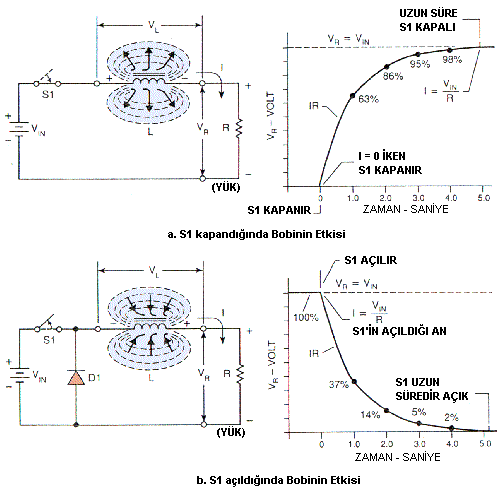 V_L
S1
+
−
+
I
V_IN
L
V_R
R
−
(YÜK)
V_R – VOLT
V_R = V_IN
UZUN SÜRE
S1 KAPALI
63%
86%
95%
98%
IR
I = V_IN
R
I = 0 İKEN
S1 KAPANIR
S1 KAPANIR
0
1.0
2.0
3.0
4.0
5.0
ZAMAN - SANİYE
a. S1 kapandığında Bobinin Etkisi
V_L
S1
−
+
+
I
V_IN
D1
L
V_R
R
−
(YÜK)
S1 AÇILIR
V_R = V_IN
100%
I = V_IN
R
S1'İN AÇILDIĞI AN
V_R – VOLT
IR
37%
14%
5%
2%
S1 UZUN
SÜREDİR AÇIK
0
1.0
2.0
3.0
4.0
5.0
ZAMAN - SANİYE
b. S1 açıldığında Bobinin Etkisi